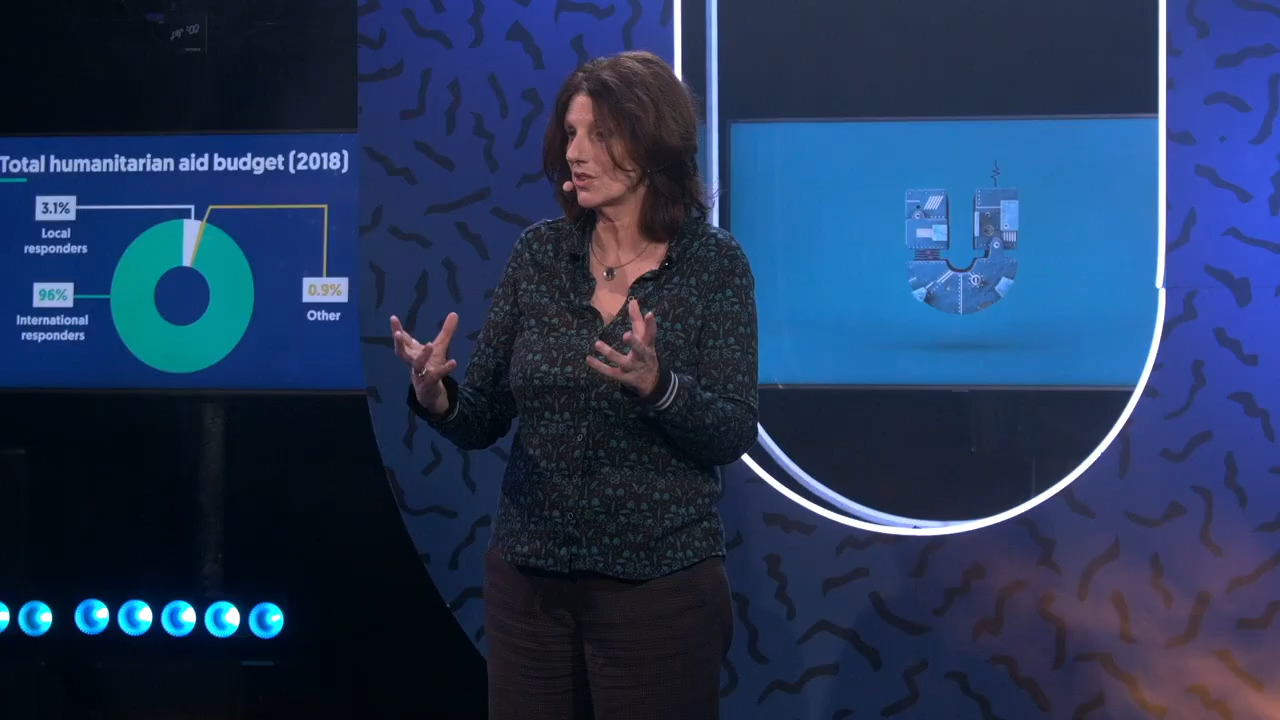 Total humanitarian aid budget (2018)
3.1%
Local
responders
96%
International
responders
0.9%
Other